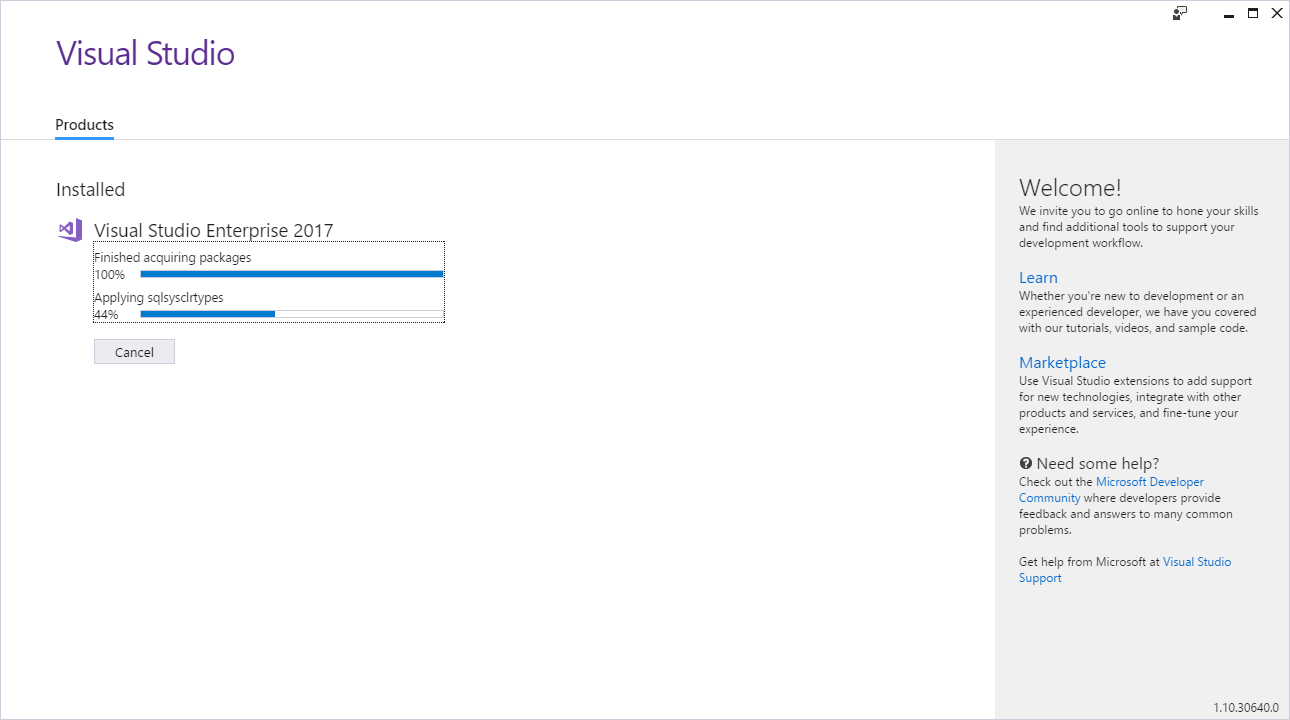 Visual Studio
Products
Installed
Visual Studio Enterprise 2017
Finished acquiring packages
100%
Applying sqlsysclrtypes
44%
Cancel
Welcome!
We invite you to go online to hone your skills
and find additional tools to support your
development workflow.
Learn
Whether you're new to development or an
experienced developer, we have you covered
with our tutorials, videos, and sample code.
Marketplace
Use Visual Studio extensions to add support
for new technologies, integrate with other
products and services, and fine-tune your
experience.
Need some help?
Check out the Microsoft Developer
Community where developers provide
feedback and answers to many common
problems.
Get help from Microsoft at Visual Studio
Support
1.10.30640.0